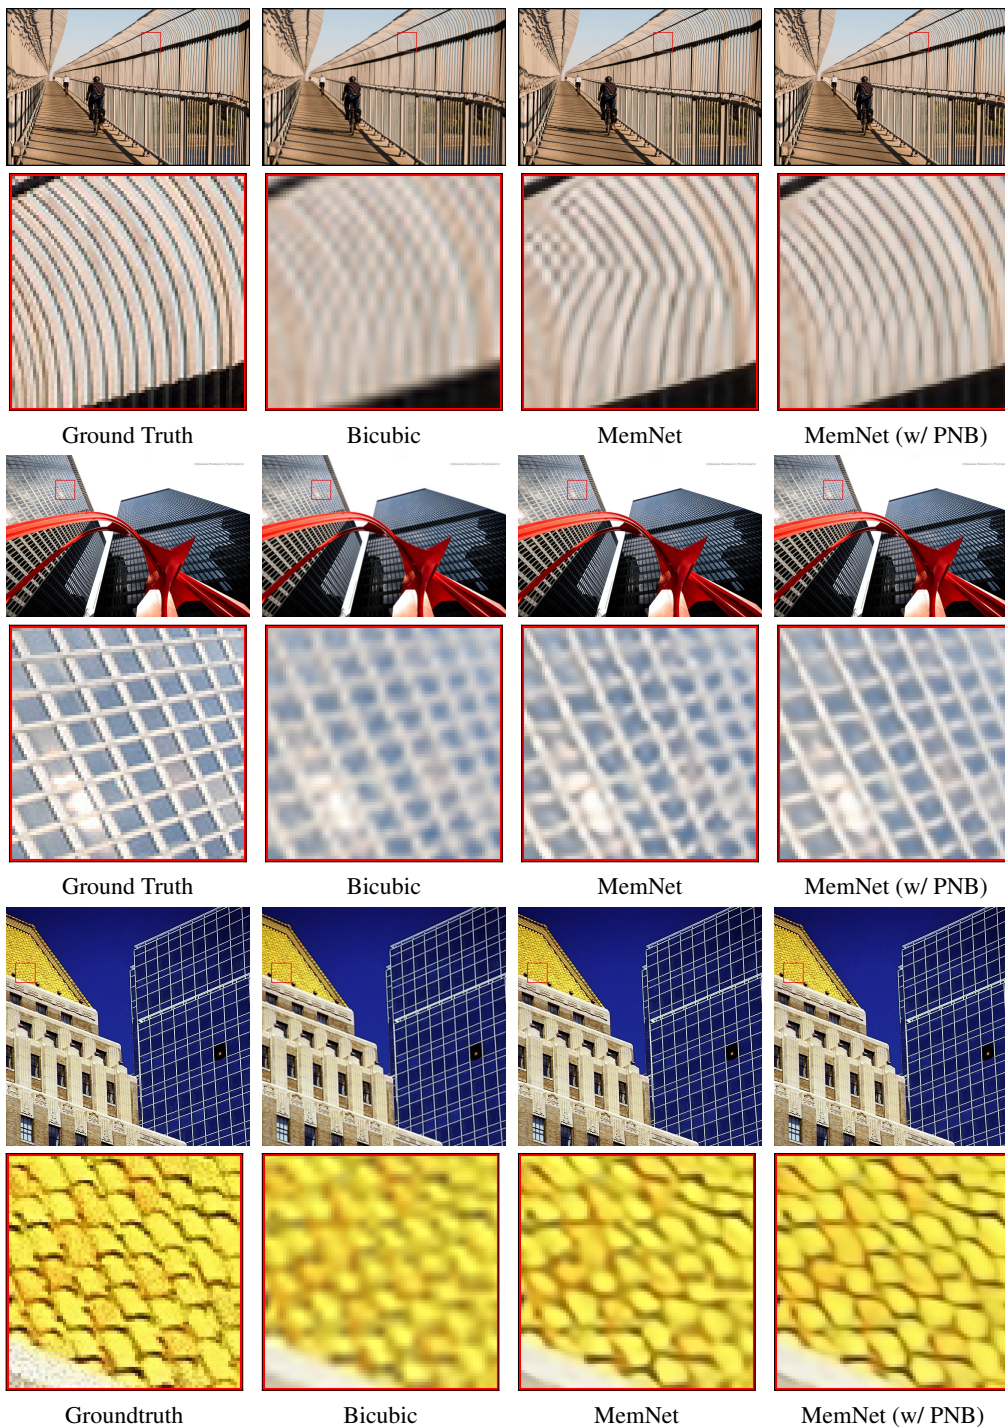 Ground Truth Bicubic MemNet MemNet (w/ PNB)
Ground Truth Bicubic MemNet MemNet (w/ PNB)
Groundtruth Bicubic MemNet MemNet (w/ PNB)